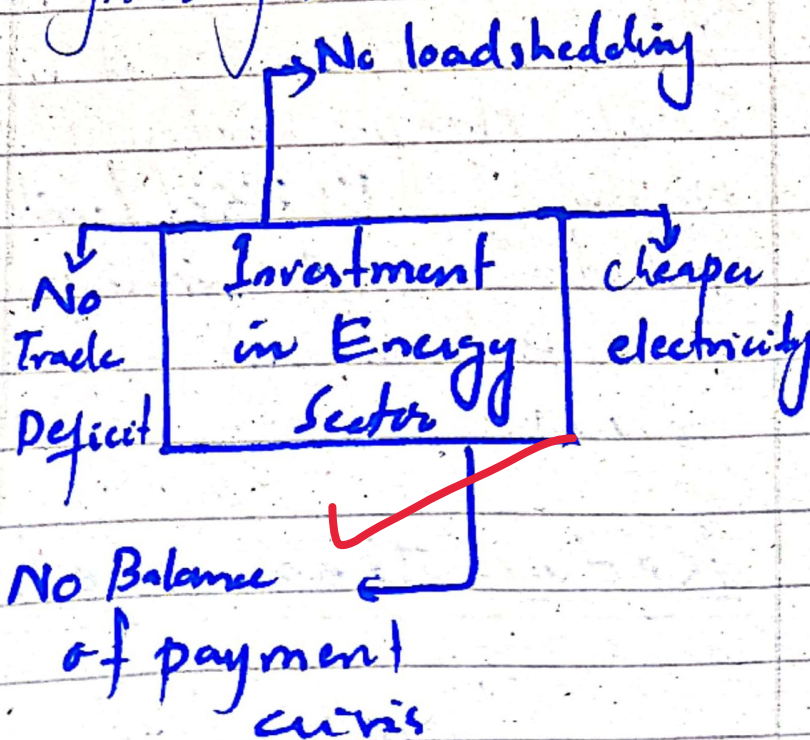 No loadshedding
Investment
in Energy
Sector
No
Trade
Deficit
cheaper
electricity
No Balance
of payment
crisis